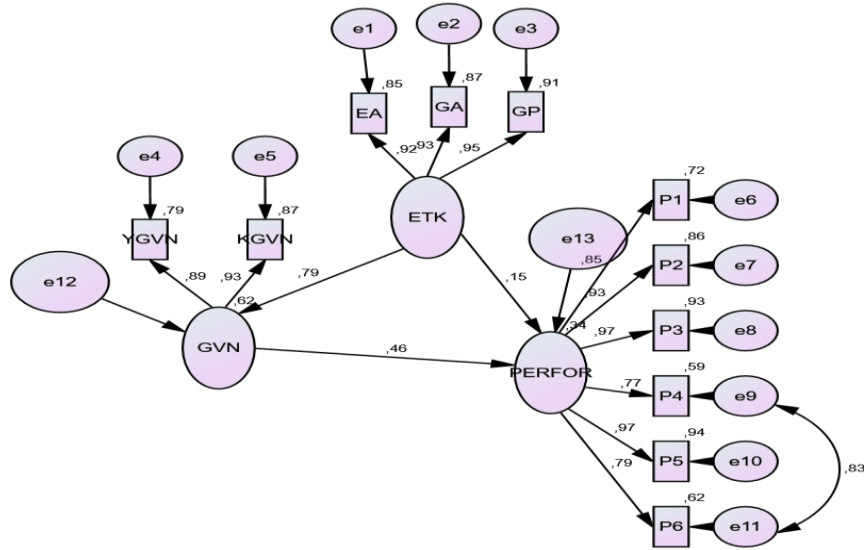 e1
e2
e3
,85
,87
,91
EA
GA
GP
,92
,93
,95
e4
e5
,79
,87
YGVN
KGVN
,89
,93
ETK
e12
,79
,62
GVN
,15
e13
,46
,34
PERFOR
,72
P1
e6
,85
,86
P2
e7
,93
,93
P3
e8
,97
,59
P4
e9
,77
,94
P5
e10
,97
,62
P6
e11
,79
,83